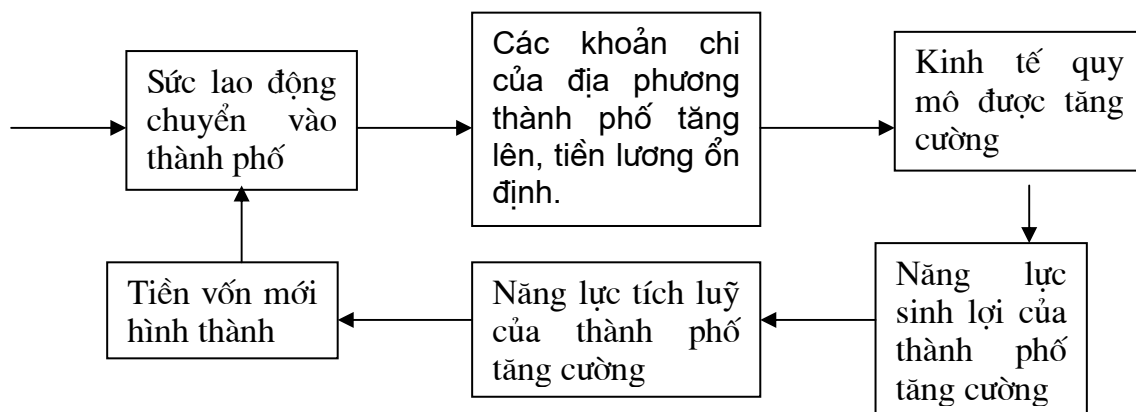 Sức lao động
chuyển vào
thành phố
Các khoản chi
của địa phương
thành phố tăng
lên, tiền lương ổn
định.
Kinh tế quy
mô được tăng
cường
Năng lực
sinh lợi của
thành phố
tăng cường
Năng lực tích luỹ
của thành phố
tăng cường
Tiền vốn mới
hình thành